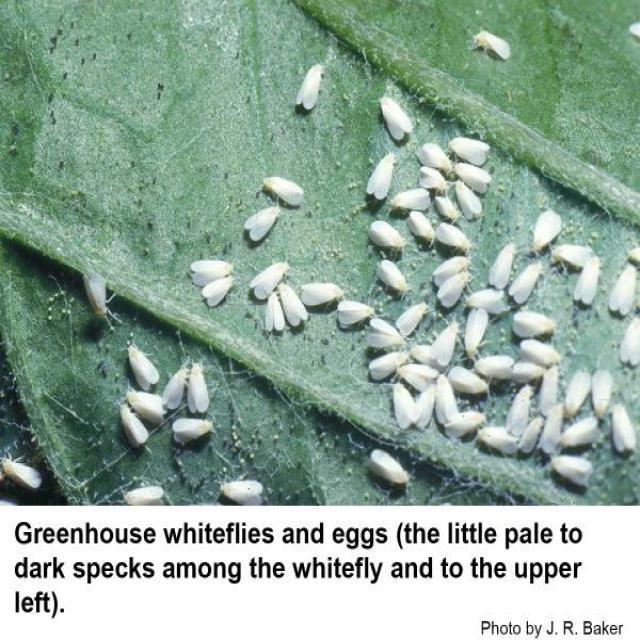 Greenhouse whiteflies and eggs (the little pale to
dark specks among the whitefly and to the upper
left).
Photo by J. R. Baker